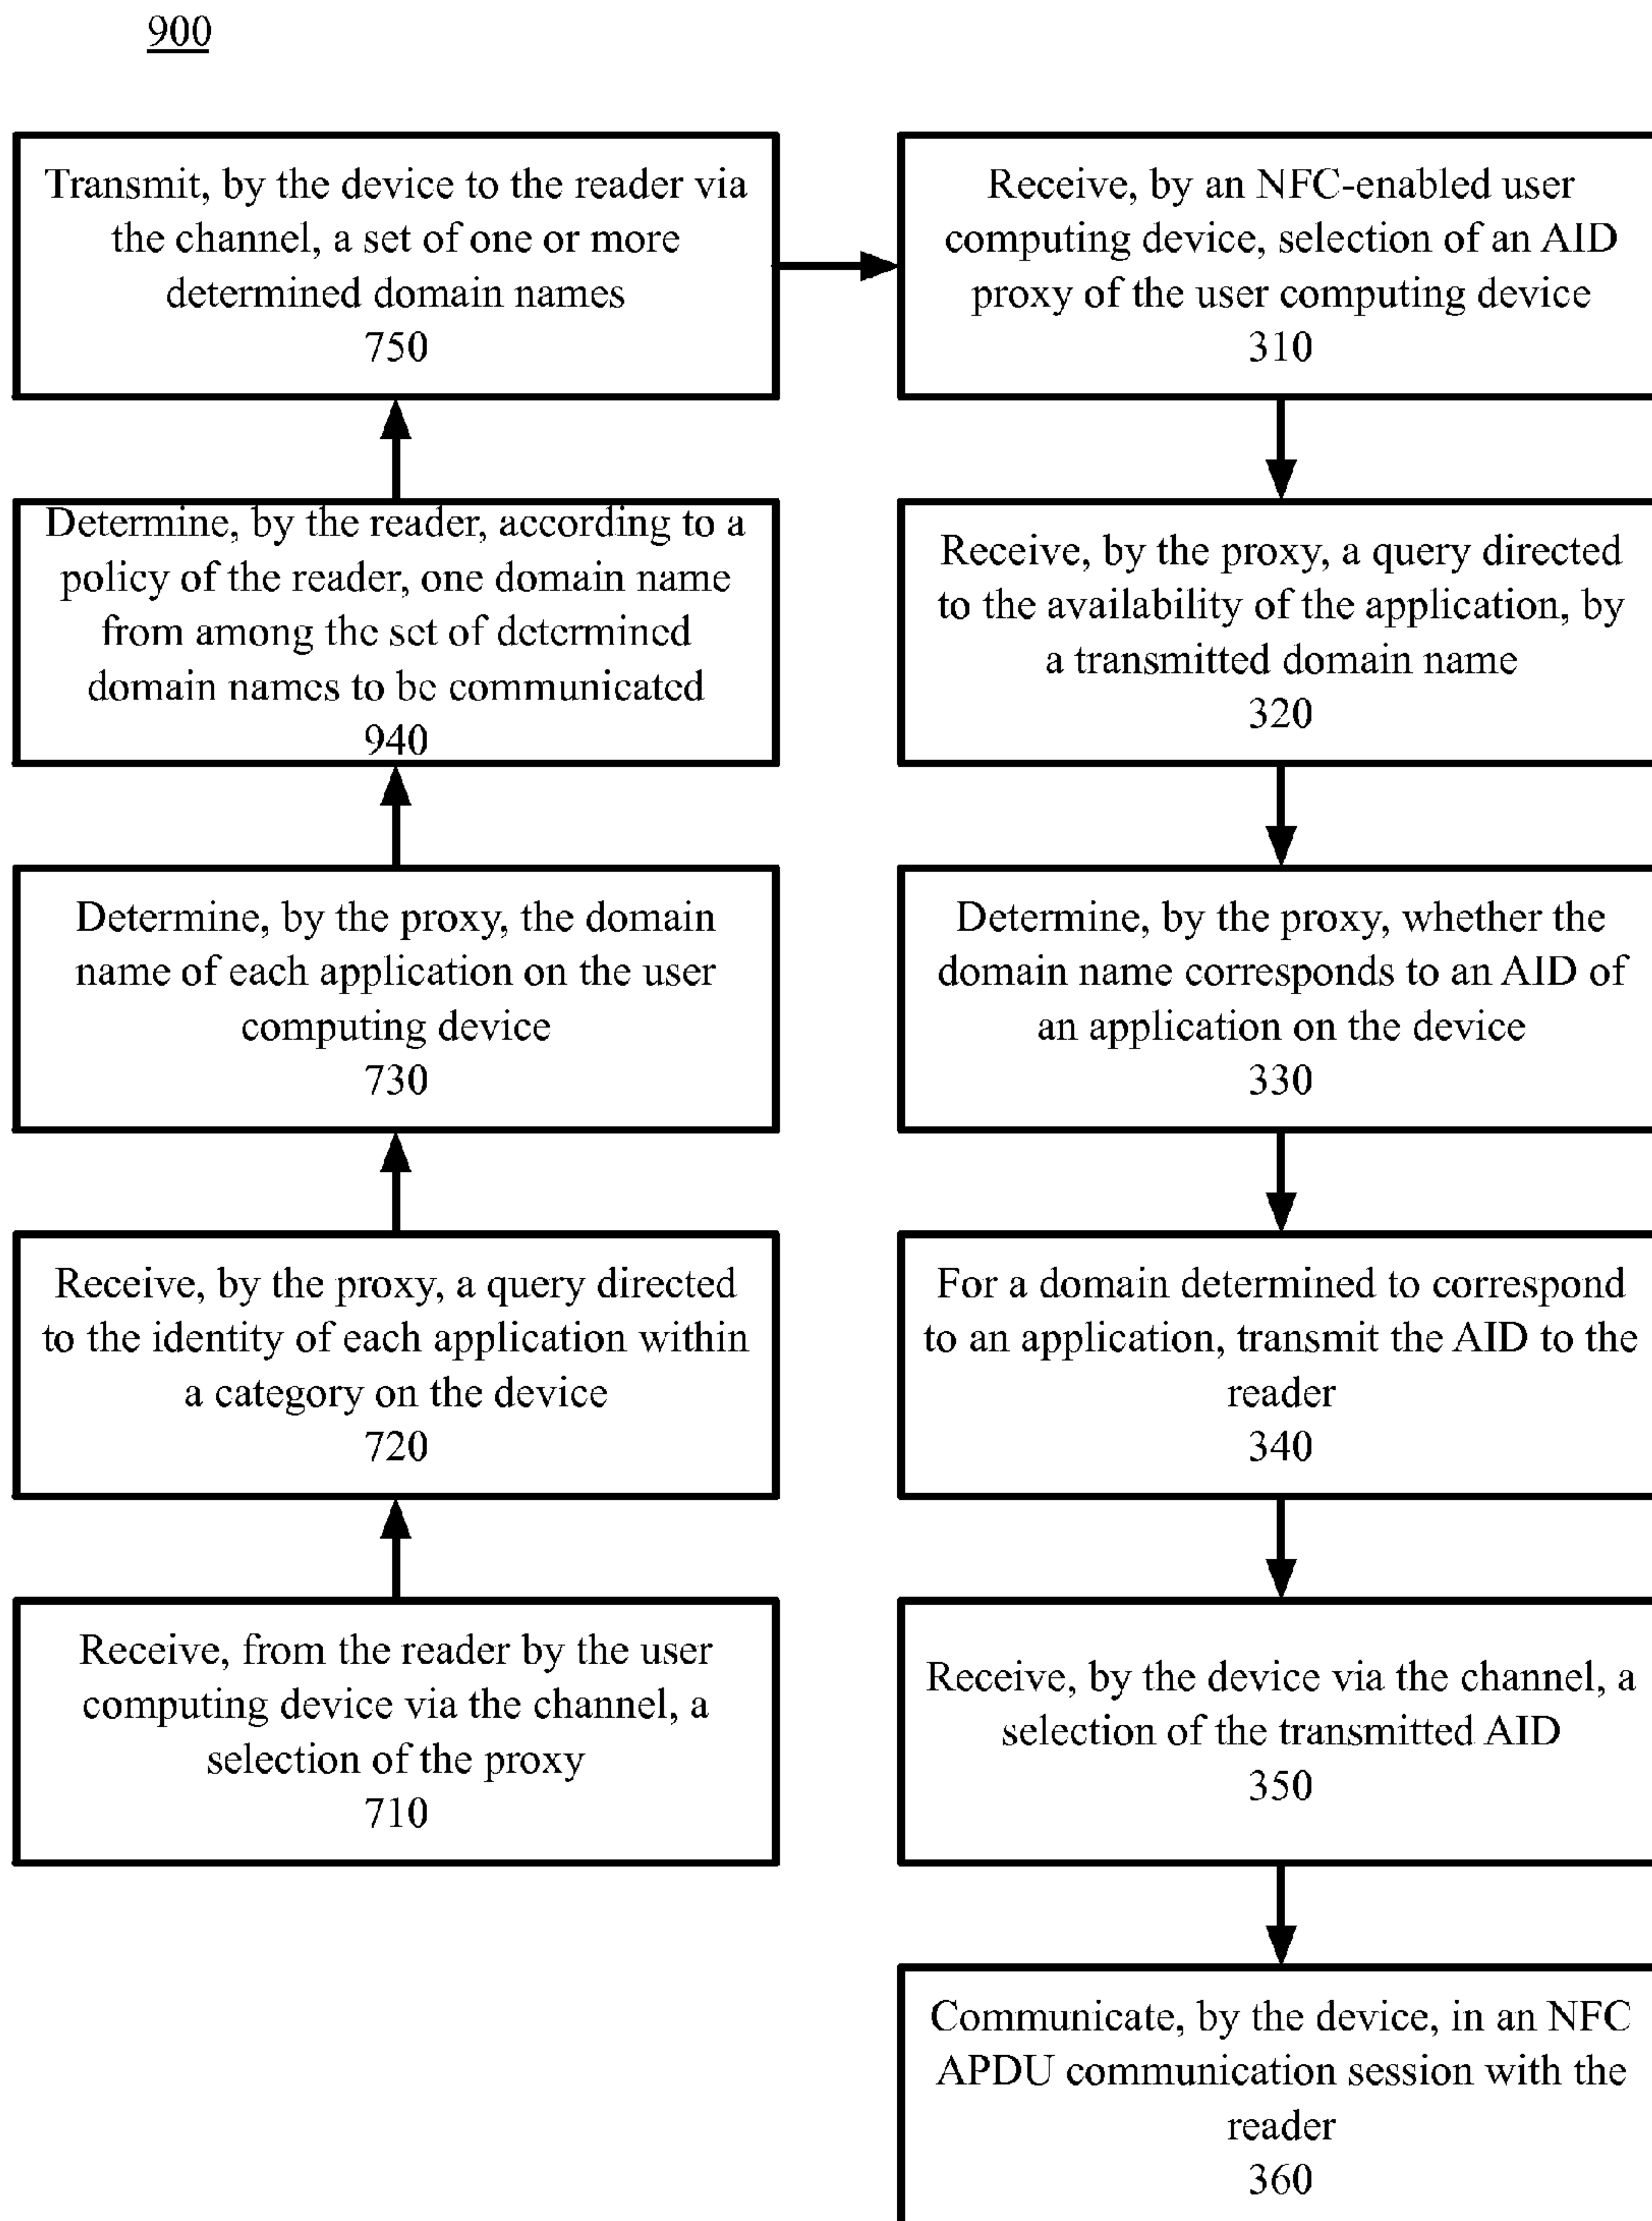 900
Transmit, by the device to the reader via
the channel, a set of one or more
determined domain names
750
Determine, by the reader, according to a
policy of the reader, one domain name
from among the set of determined
domain names to be communicated
940
Determine, by the proxy, the domain
name of each application on the user
computing device
730
Receive, by the proxy, a query directed
to the identity of each application within
a category on the device
720
Receive, from the reader by the user
computing device via the channel, a
selection of the proxy
710
Receive, by an NFC-enabled user
computing device, selection of an AID
proxy of the user computing device
310
Receive, by the proxy, a query directed
to the availability of the application, by
a transmitted domain name
320
Determine, by the proxy, whether the
domain name corresponds to an AID of
an application on the device
330
For a domain determined to correspond
to an application, transmit the AID to the
reader
340
Receive, by the device via the channel, a
selection of the transmitted AID
350
Communicate, by the device, in an NFC
APDU communication session with the
reader
360